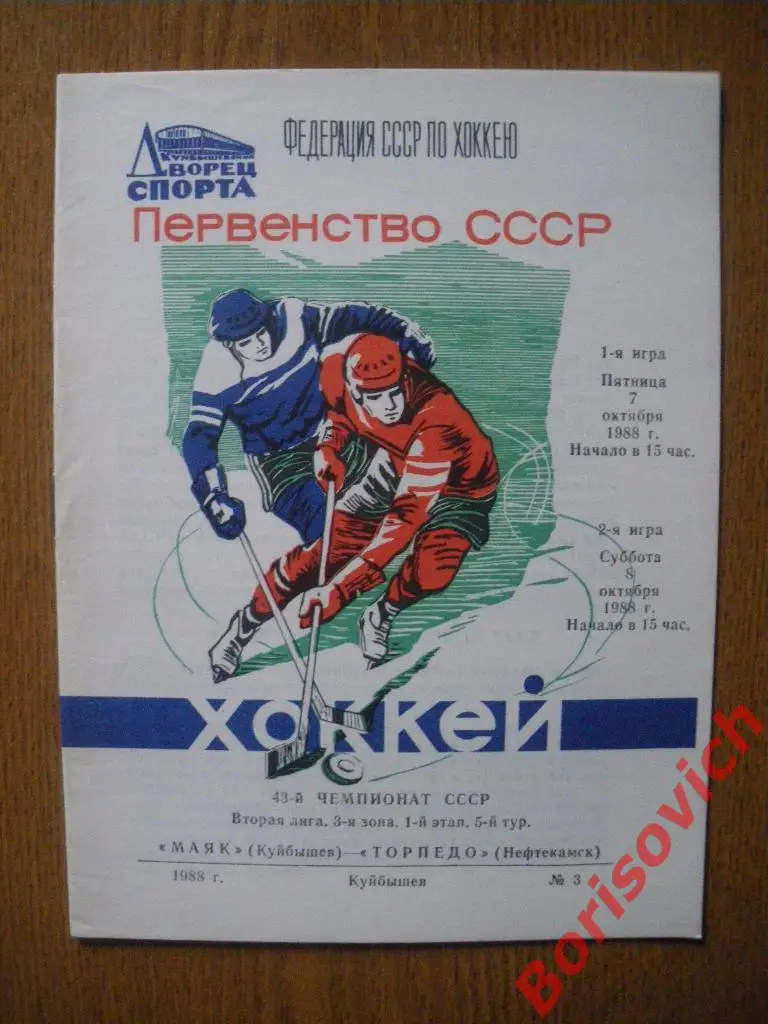 КУЙБЫШЕВСКИЙ
ДВОРЕЦ
СПОРТА
ФЕДЕРАЦИЯ СССР ПО ХОККЕЮ
Первенство СССР
1-я игра
Пятница
7
октября
1988 г.
Начало в 15 час.
2-я игра
Суббота
8
октября
1988 г.
Начало в 15 час.
Хоккей
43-й ЧЕМПИОНАТ СССР
Вторая лига. 3-я зона. 1-й этап. 5-й тур.
«МАЯК» (Куйбышев)—«ТОРПЕДО» (Нефтекамск)
1988 г. Куйбышев № 3
Borisovich